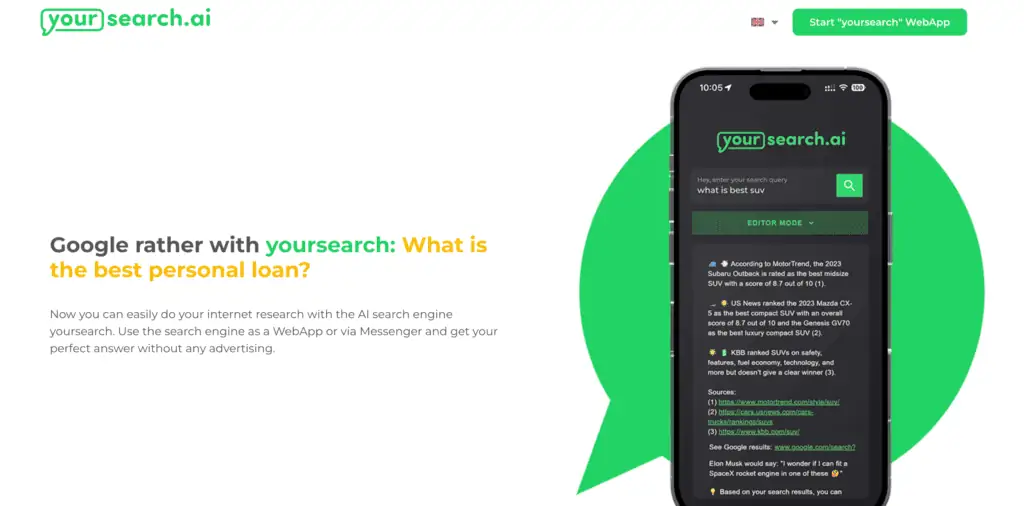 yoursearch.ai
Start "yoursearch" WebApp
Google rather with yoursearch: What is
the best personal loan?
Now you can easily do your internet research with the AI search engine
yoursearch. Use the search engine as a WebApp or via Messenger and get your
perfect answer without any advertising.
10:05
100
yoursearch.ai
Hey, enter your search query
what is best suv
EDITOR MODE
According to MotorTrend, the 2023
Subaru Outbeck is rated as the best midsize
SUV with a score of 8.7 out of 10 (1).
US News ranked the 2023 Mazda CX-
5 as the best compact SUV with an overall
score of 8.7 out of 10 and the Genesis GV70
as the best luxury compact SUV (2).
KBB ranked SUVs on safety,
features, fuel economy, technology, and
more but doesn't give a clear winner (3).
Sources:
(1) https://www.motortrend.com/style/suv/
(2) https://cars.usnews.com/cars-
trucks/rankings/suvs
(3) https://www.kbb.com/suv/
See Google results: www.google.com/search?
Elon Musk would say: "I wonder if I can fit a
SpaceX rocket engine in one of these 🤔"
Based on your search results, you can